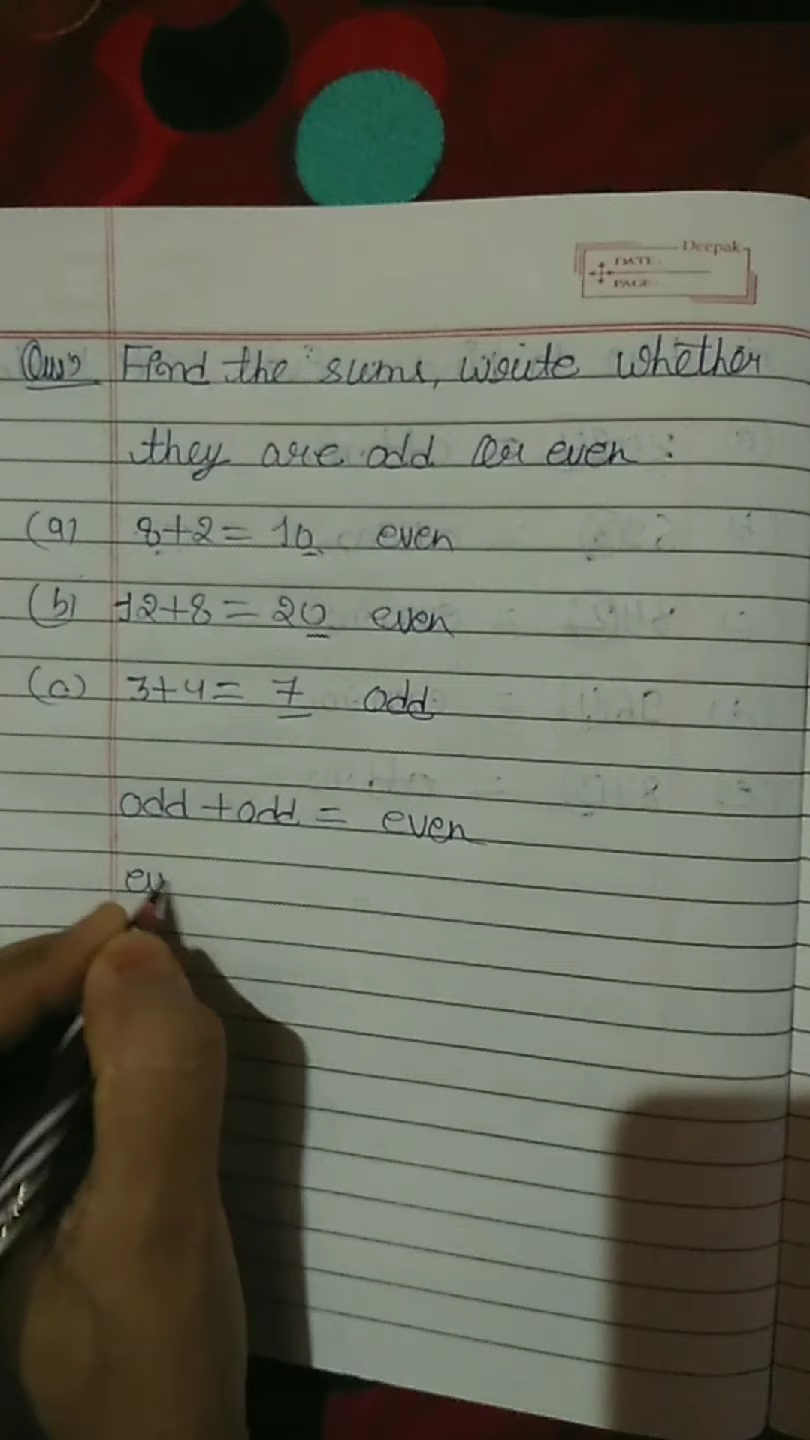 Deepak
DATE:
PAGE:
Find the sums, write whether
they are odd or even :
(a) 8+2 = 10 even
(b) 12+8 = 20 even
(c) 3+4 = 7 odd
odd + odd = even
ev